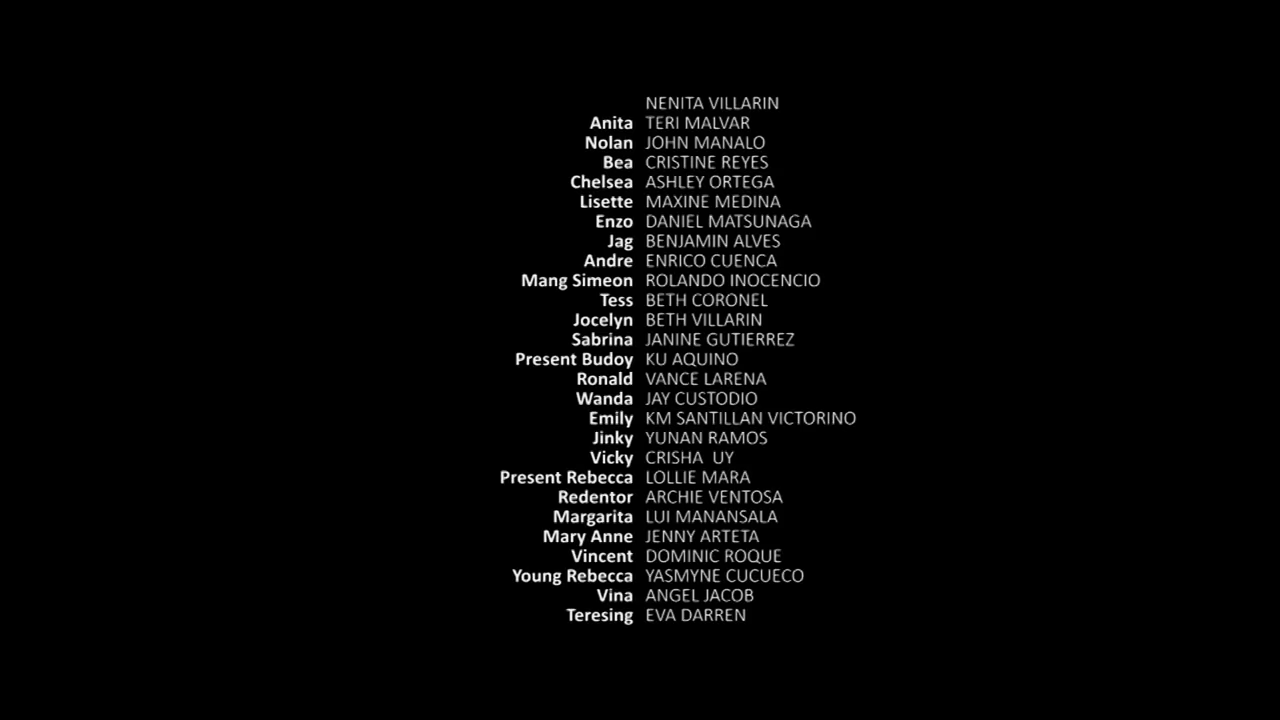 NENITA VILLARIN
Anita TERI MALVAR
Nolan JOHN MANALO
Bea CRISTINE REYES
Chelsea ASHLEY ORTEGA
Lisette MAXINE MEDINA
Enzo DANIEL MATSUNAGA
Jag BENJAMIN ALVES
Andre ENRICO CUENCA
Mang Simeon ROLANDO INOCENCIO
Tess BETH CORONEL
Jocelyn BETH VILLARIN
Sabrina JANINE GUTIERREZ
Present Budoy KU AQUINO
Ronald VANCE LARENA
Wanda JAY CUSTODIO
Emily KM SANTILLAN VICTORINO
Jinky YUNAN RAMOS
Vicky CRISHA  UY
Present Rebecca LOLLIE MARA
Redentor ARCHIE VENTOSA
Margarita LUI MANANSALA
Mary Anne JENNY ARTETA
Vincent DOMINIC ROQUE
Young Rebecca YASMYNE CUCUECO
Vina ANGEL JACOB
Teresing EVA DARREN